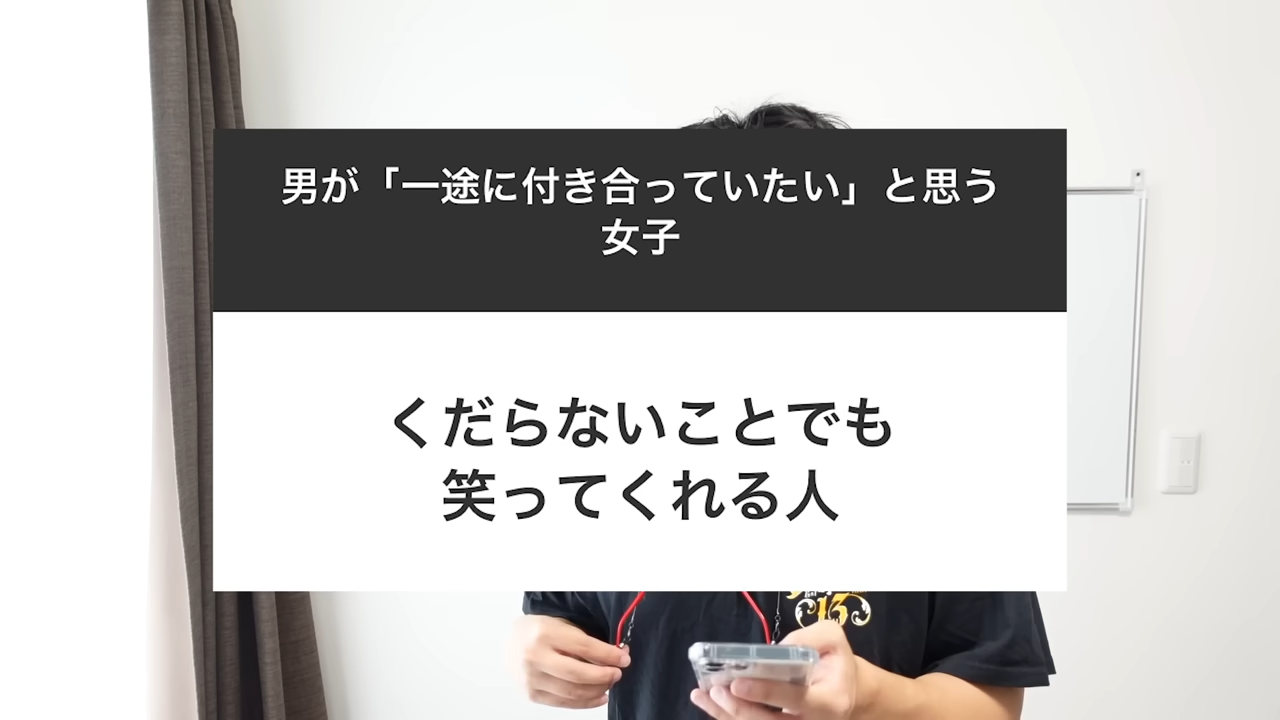 男が「一途に付き合っていたい」と思う
女子
くだらないことでも
笑ってくれる人
13